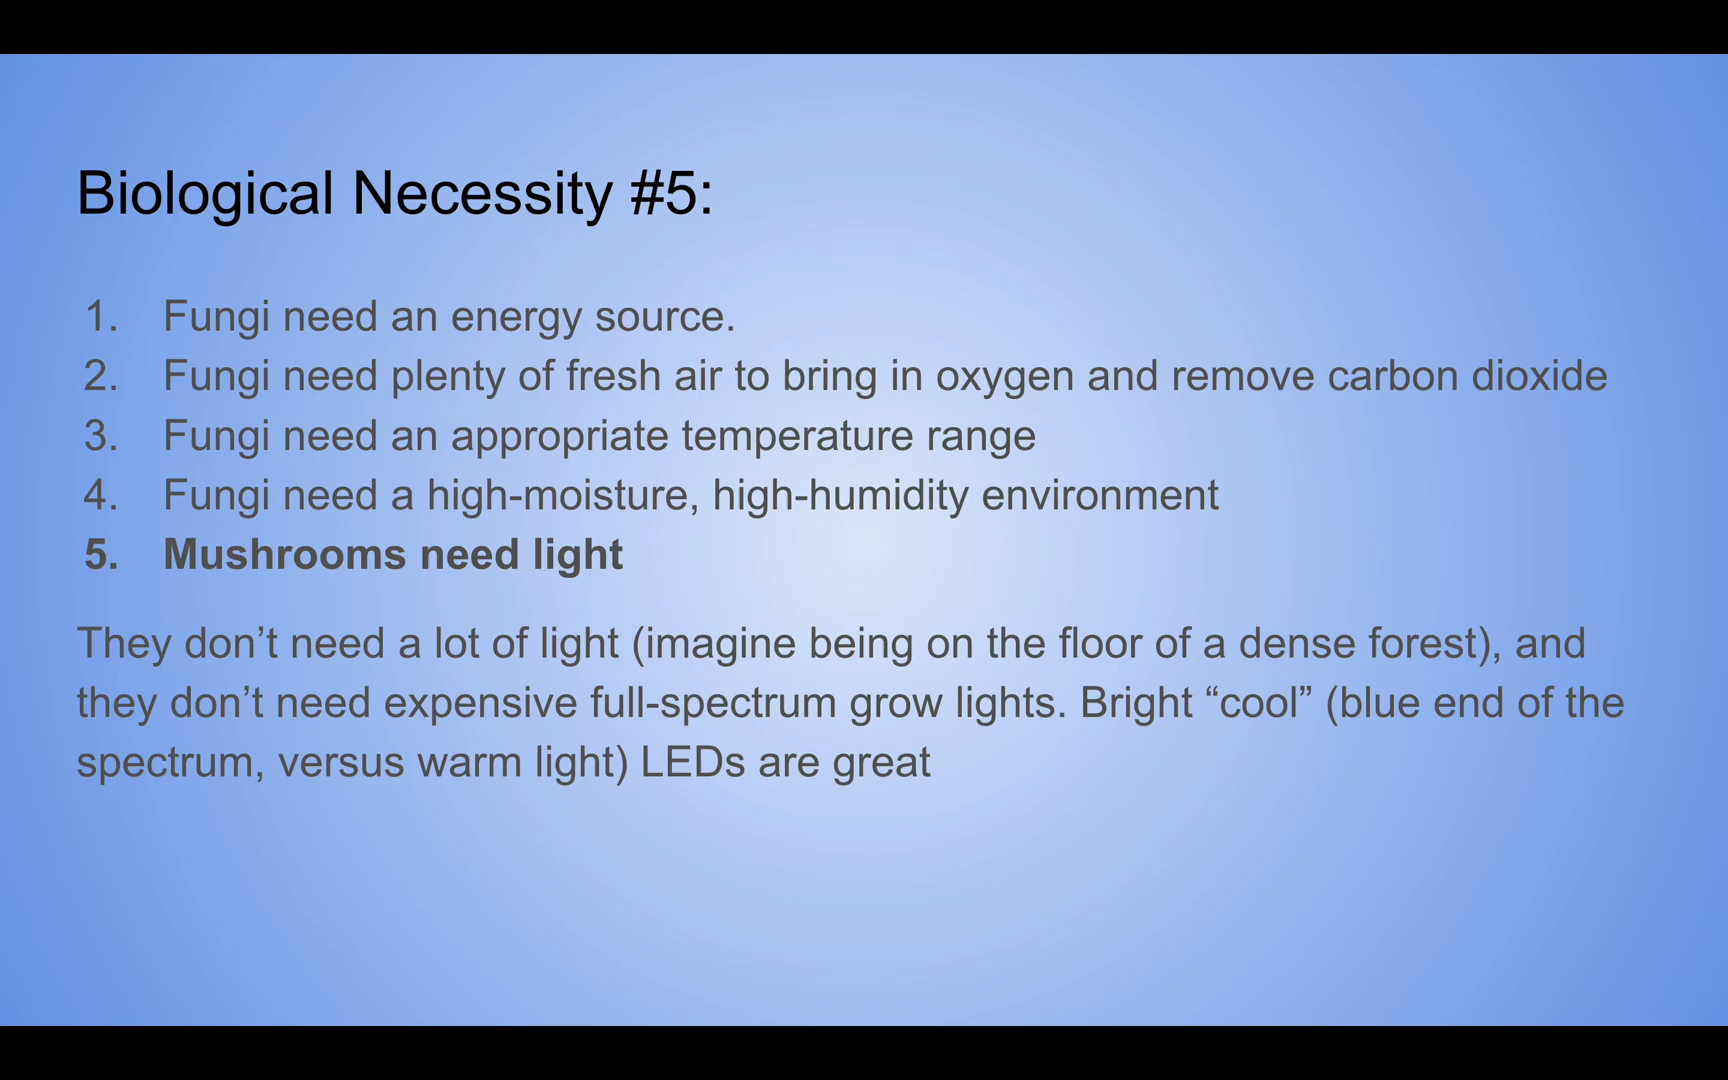 Biological Necessity #5:
1. Fungi need an energy source.
2. Fungi need plenty of fresh air to bring in oxygen and remove carbon dioxide
3. Fungi need an appropriate temperature range
4. Fungi need a high-moisture, high-humidity environment
5. Mushrooms need light
They don’t need a lot of light (imagine being on the floor of a dense forest), and
they don’t need expensive full-spectrum grow lights. Bright “cool” (blue end of the
spectrum, versus warm light) LEDs are great